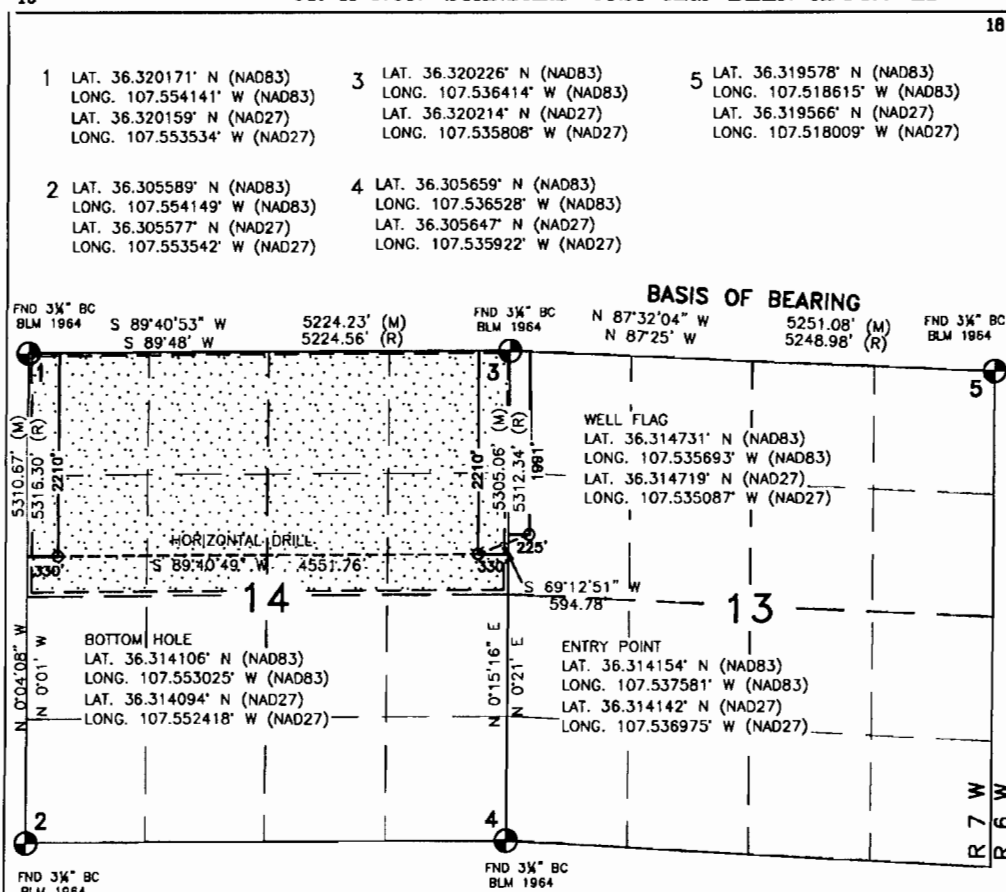 18
1 LAT. 36.320171° N (NAD83)
LONG. 107.554141° W (NAD83)
LAT. 36.320159° N (NAD27)
LONG. 107.553534° W (NAD27)
3 LAT. 36.320226° N (NAD83)
LONG. 107.536414° W (NAD83)
LAT. 36.320214° N (NAD27)
LONG. 107.535808° W (NAD27)
5 LAT. 36.319578° N (NAD83)
LONG. 107.518615° W (NAD83)
LAT. 36.319566° N (NAD27)
LONG. 107.518009° W (NAD27)
2 LAT. 36.305589° N (NAD83)
LONG. 107.554149° W (NAD83)
LAT. 36.305577° N (NAD27)
LONG. 107.553542° W (NAD27)
4 LAT. 36.305659° N (NAD83)
LONG. 107.536528° W (NAD83)
LAT. 36.305647° N (NAD27)
LONG. 107.535922° W (NAD27)
BASIS OF BEARING
FND 3¼" BC
BLM 1964
S 89°40'53" W 5224.23' (M)
S 89°48' W 5224.56' (R)
FND 3¼" BC
BLM 1964
N 87°32'04" W 5251.08' (M)
N 87°25' W 5248.98' (R)
FND 3¼" BC
BLM 1964
1
3
5
5310.67' (M)
5316.30' (R)
2210'
2210'
5305.06' (M)
5312.34' (R)
1991'
WELL FLAG
LAT. 36.314731° N (NAD83)
LONG. 107.535693° W (NAD83)
LAT. 36.314719° N (NAD27)
LONG. 107.535087° W (NAD27)
HORIZONTAL DRILL
S 89°40'49" W 4551.76'
330'
330'
225'
S 69°12'51" W
594.78'
14
13
BOTTOM HOLE
LAT. 36.314106° N (NAD83)
LONG. 107.553025° W (NAD83)
LAT. 36.314094° N (NAD27)
LONG. 107.552418° W (NAD27)
ENTRY POINT
LAT. 36.314154° N (NAD83)
LONG. 107.537581° W (NAD83)
LAT. 36.314142° N (NAD27)
LONG. 107.536975° W (NAD27)
N 0°04'08" W
N 0°01' W
N 0°15'16" E
N 0°21' E
R 7 W
R 6 W
2
4
FND 3¼" BC
BLM 1964
FND 3¼" BC
BLM 1964